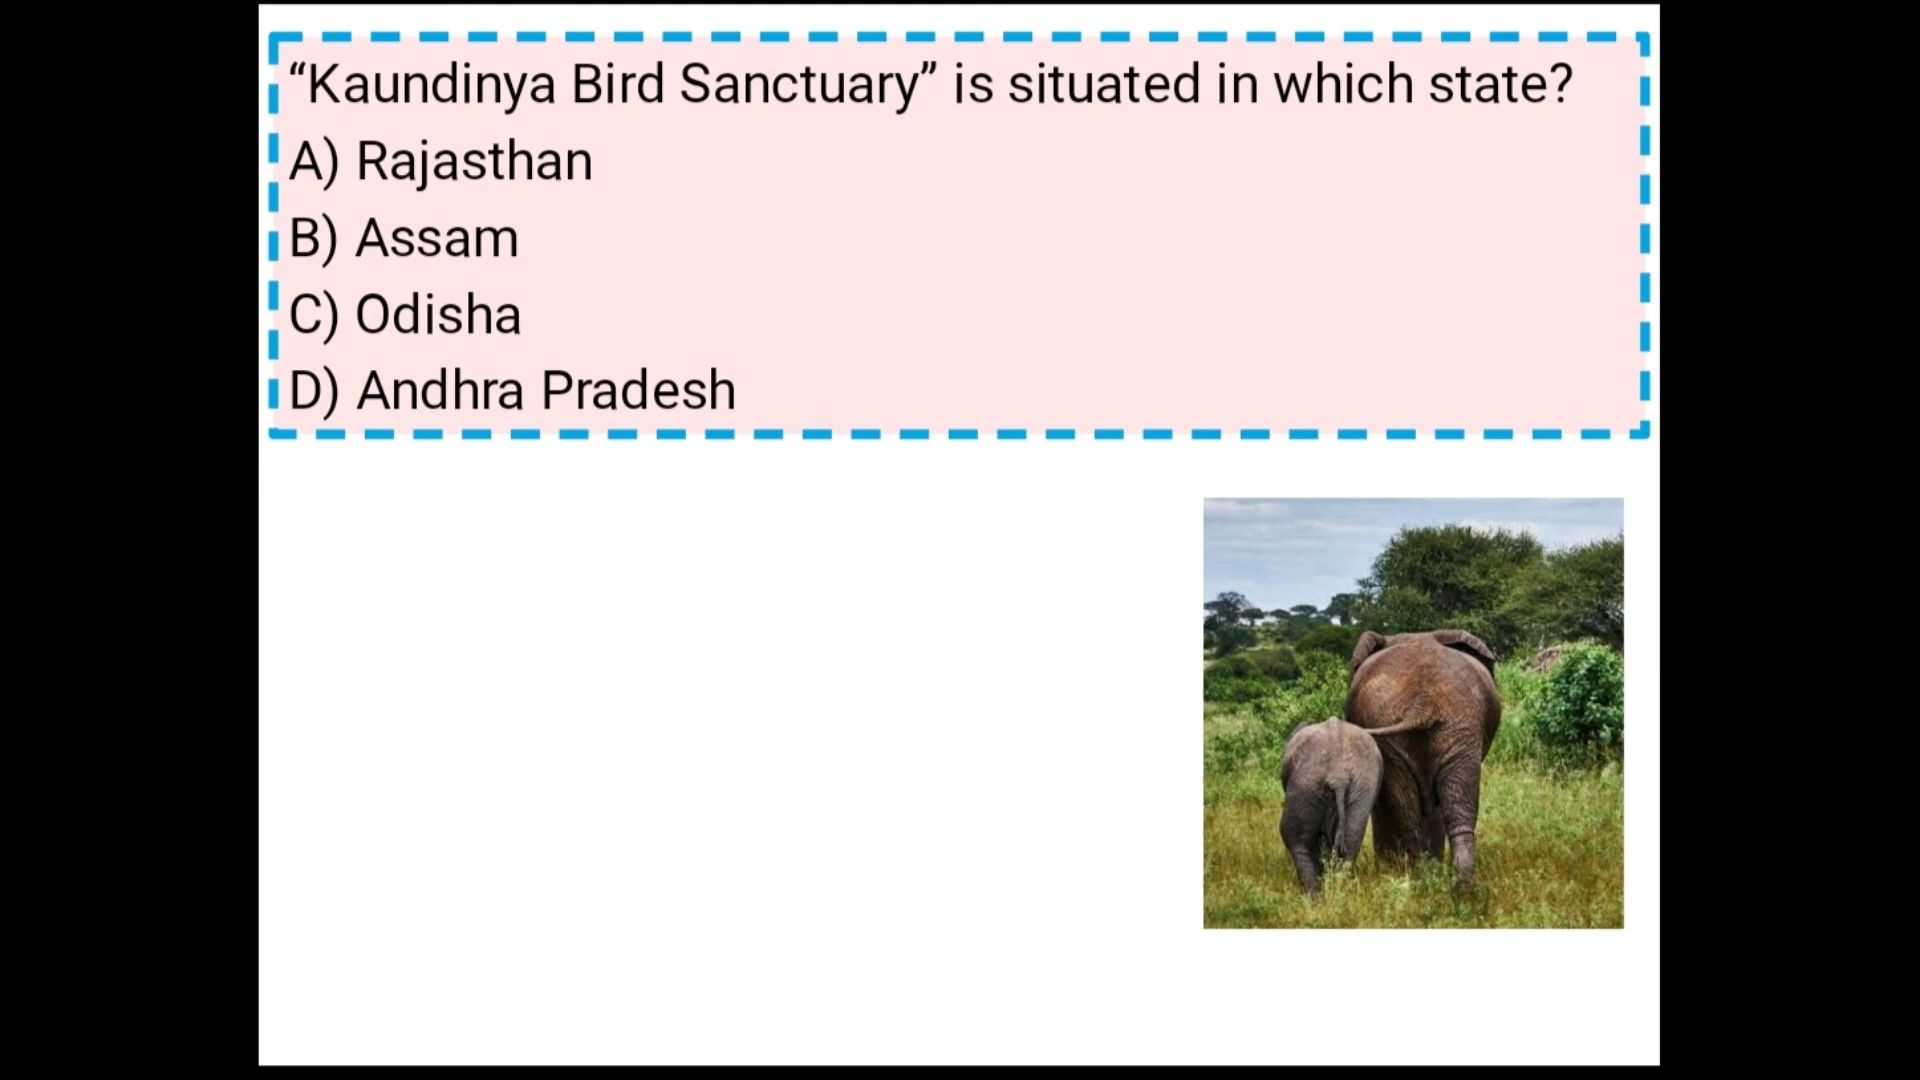 “Kaundinya Bird Sanctuary” is situated in which state?
A) Rajasthan
B) Assam
C) Odisha
D) Andhra Pradesh